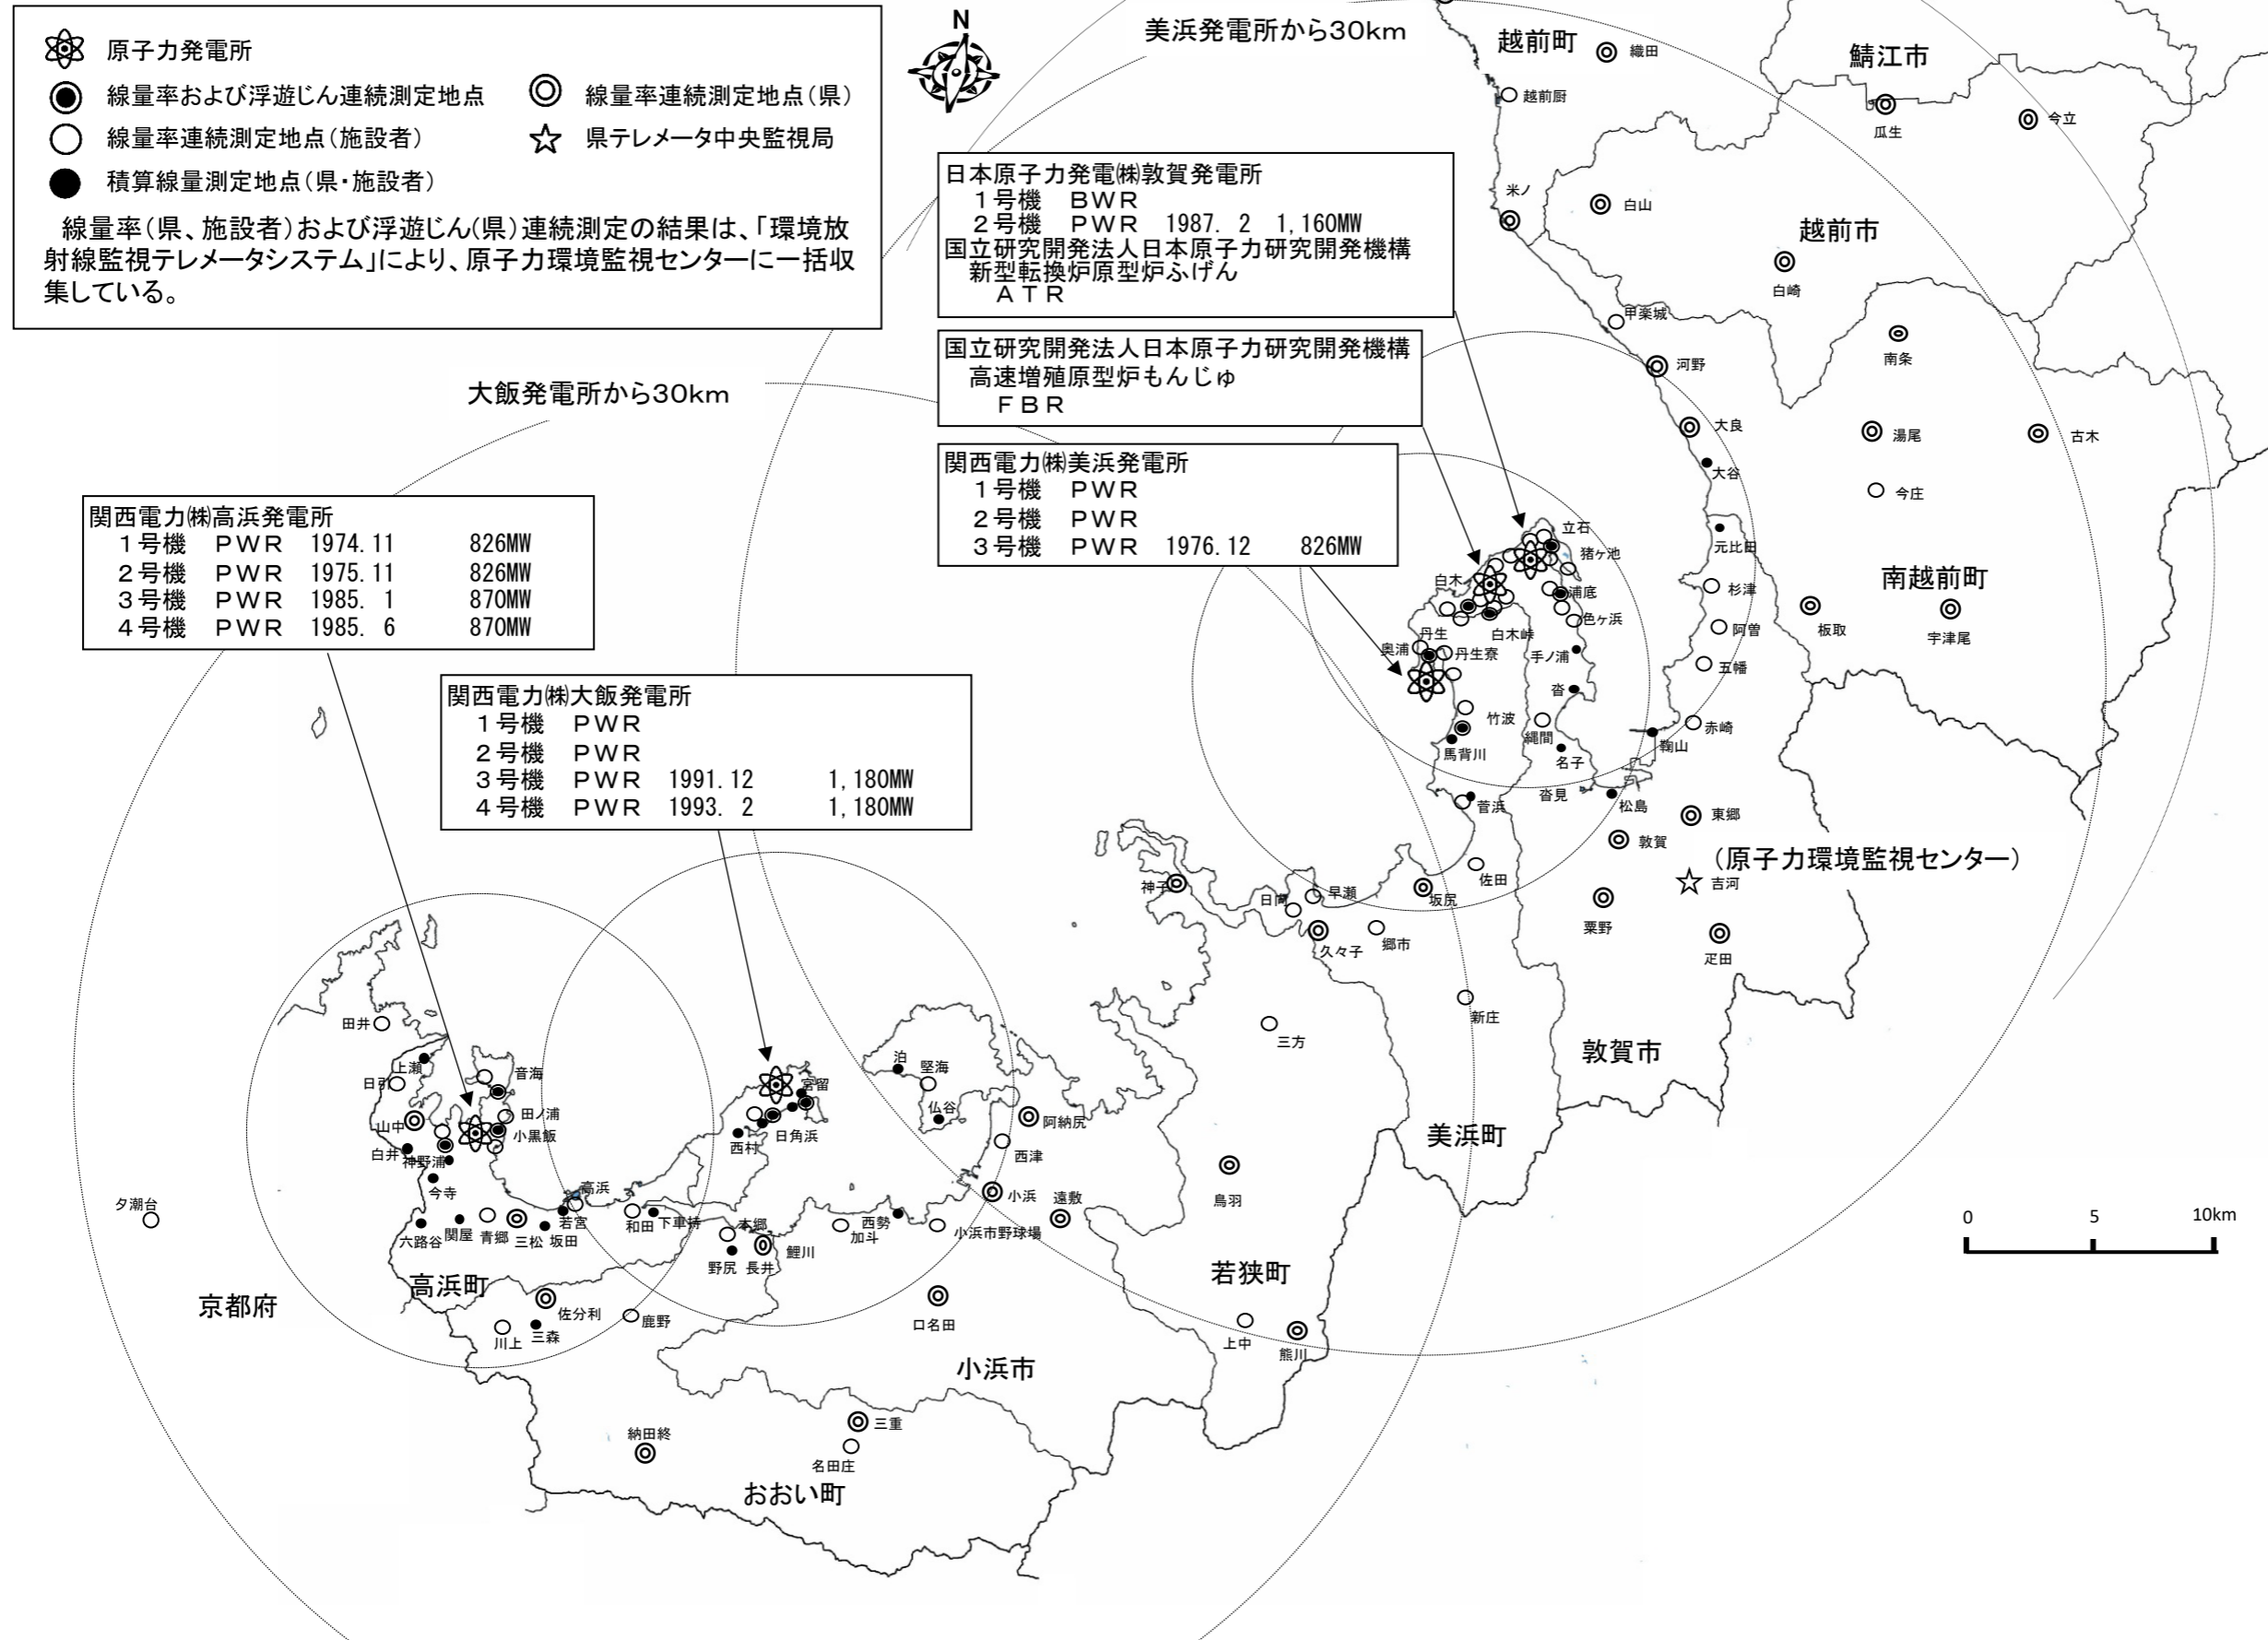 原子力発電所
線量率および浮遊じん連続測定地点
線量率連続測定地点(県)
線量率連続測定地点(施設者)
県テレメータ中央監視局
積算線量測定地点(県・施設者)
線量率(県、施設者)および浮遊じん(県)連続測定の結果は、「環境放
射線監視テレメータシステム」により、原子力環境監視センターに一括収
集している。
N
美浜発電所から30km
大飯発電所から30km
日本原子力発電㈱敦賀発電所
1号機 BWR
2号機 PWR 1987. 2 1,160MW
国立研究開発法人日本原子力研究開発機構
新型転換炉原型炉ふげん
ATR
国立研究開発法人日本原子力研究開発機構
高速増殖原型炉もんじゅ
FBR
関西電力㈱美浜発電所
1号機 PWR
2号機 PWR
3号機 PWR 1976.12 826MW
関西電力㈱高浜発電所
1号機 PWR 1974.11 826MW
2号機 PWR 1975.11 826MW
3号機 PWR 1985. 1 870MW
4号機 PWR 1985. 6 870MW
関西電力㈱大飯発電所
1号機 PWR
2号機 PWR
3号機 PWR 1991.12 1,180MW
4号機 PWR 1993. 2 1,180MW
越前町
織田
鯖江市
越前厨
瓜生
今立
米ノ
白山
越前市
白崎
甲楽城
南条
河野
大良
湯尾
古木
大谷
今庄
立石
元比田
猪ヶ池
南越前町
白木
浦底
杉津
色ヶ浜
阿曽
板取
宇津尾
丹生
白木峠
奥浦
丹生寮
手ノ浦
五幡
沓
竹波
縄間
赤崎
鞠山
馬背川
名子
菅浜
沓見
松島
東郷
敦賀
(原子力環境監視センター)
吉河
佐田
神子
日向
早瀬
坂尻
粟野
久々子
郷市
疋田
新庄
三方
敦賀市
美浜町
田井
上瀬
日引
音海
田ノ浦
山中
小黒飯
白井
神野浦
今寺
夕潮台
高浜
六路谷
関屋
青郷
三松
坂田
若宮
和田
下車持
高浜町
京都府
佐分利
川上
三森
鹿野
宮留
日角浜
西村
泊
堅海
仏谷
阿納尻
西津
小浜
遠敷
本郷
野尻
長井
鯉川
加斗
西勢
小浜市野球場
鳥羽
若狭町
上中
熊川
口名田
小浜市
三重
名田庄
納田終
おおい町
0 5 10km